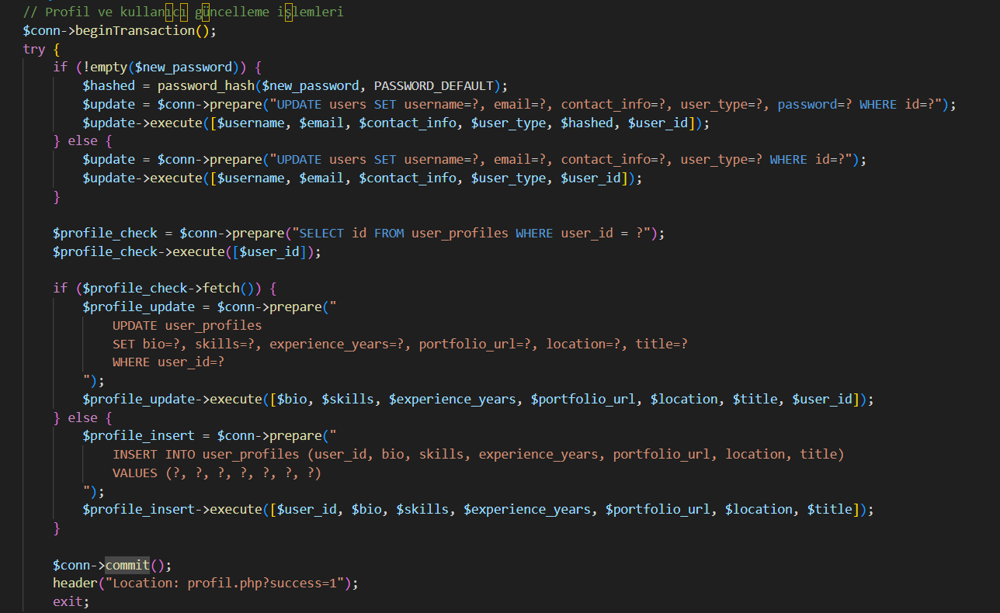 // Profil ve kullanıcı güncelleme işlemleri
$conn->beginTransaction();
try {
if (!empty($new_password)) {
$hashed = password_hash($new_password, PASSWORD_DEFAULT);
$update = $conn->prepare("UPDATE users SET username=?, email=?, contact_info=?, user_type=?, password=? WHERE id=?");
$update->execute([$username, $email, $contact_info, $user_type, $hashed, $user_id]);
} else {
$update = $conn->prepare("UPDATE users SET username=?, email=?, contact_info=?, user_type=? WHERE id=?");
$update->execute([$username, $email, $contact_info, $user_type, $user_id]);
}
$profile_check = $conn->prepare("SELECT id FROM user_profiles WHERE user_id = ?");
$profile_check->execute([$user_id]);
if ($profile_check->fetch()) {
$profile_update = $conn->prepare("
UPDATE user_profiles
SET bio=?, skills=?, experience_years=?, portfolio_url=?, location=?, title=?
WHERE user_id=?
");
$profile_update->execute([$bio, $skills, $experience_years, $portfolio_url, $location, $title, $user_id]);
} else {
$profile_insert = $conn->prepare("
INSERT INTO user_profiles (user_id, bio, skills, experience_years, portfolio_url, location, title)
VALUES (?, ?, ?, ?, ?, ?, ?)
");
$profile_insert->execute([$user_id, $bio, $skills, $experience_years, $portfolio_url, $location, $title]);
}
$conn->commit();
header("Location: profil.php?success=1");
exit;